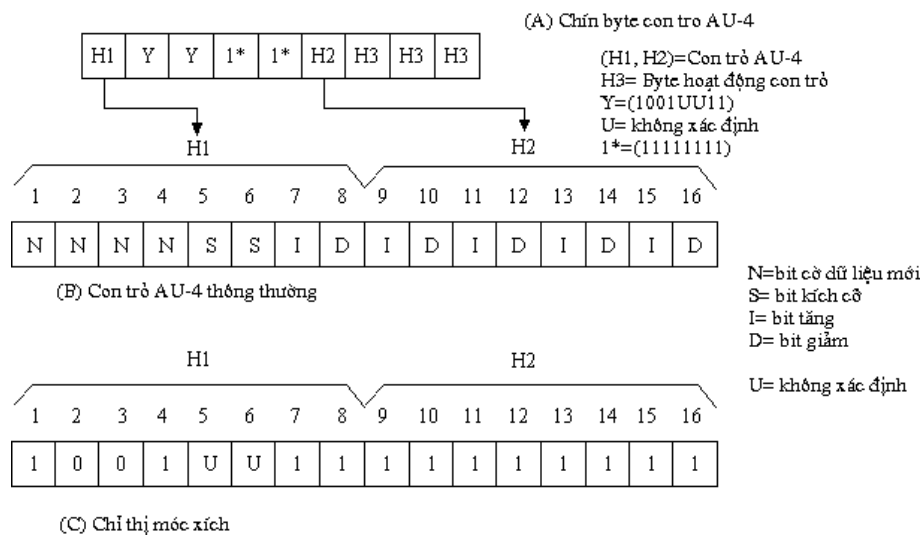 (A) Chín byte con tro AU-4
H1 Y Y 1* 1* H2 H3 H3 H3
(H1, H2)=Con trỏ AU-4
H3= Byte hoạt động con trỏ
Y=(1001UU11)
U= không xác định
1*=(11111111)
H1 H2
1 2 3 4 5 6 7 8 9 10 11 12 13 14 15 16
N N N N S S I D I D I D I D I D
(B) Con trỏ AU-4 thông thường
N=bit cờ dữ liệu mới
S= bit kích cỡ
I= bit tăng
D= bit giảm
U= không xác định
H1 H2
1 2 3 4 5 6 7 8 9 10 11 12 13 14 15 16
1 0 0 1 U U 1 1 1 1 1 1 1 1 1 1
(C) Chỉ thị móc xích